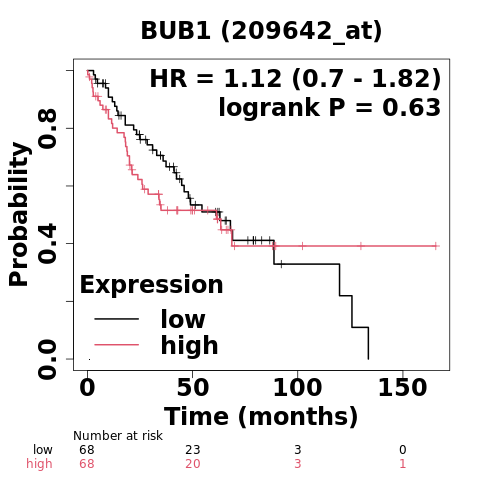 BUB1 (209642_at)
HR = 1.12 (0.7 - 1.82)
logrank P = 0.63
Probability
0.8
0.4
0.0
Expression
low
high
0 50 100 150
Time (months)
Number at risk
low 68 23 3 0
high 68 20 3 1